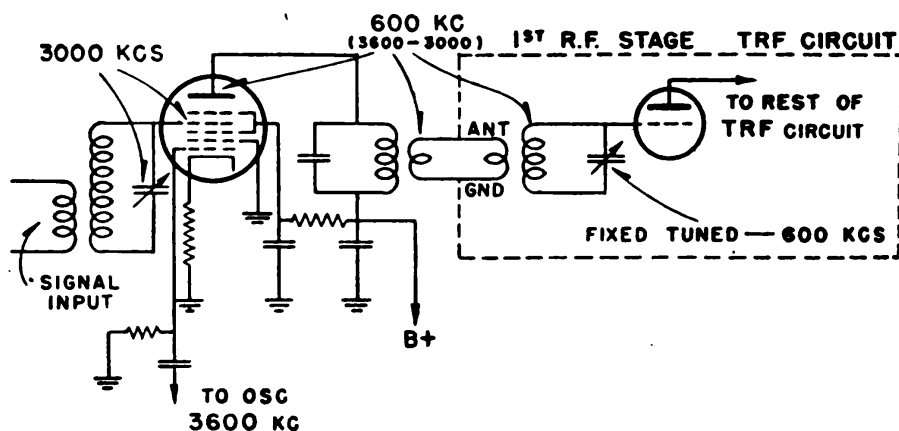 600 KC
(3600-3000)
1ST R.F. STAGE TRF CIRCUIT
3000 KCS
TO REST OF
TRF CIRCUIT
ANT
GND
FIXED TUNED — 600 KCS
SIGNAL
INPUT
B+
TO OSC
3600 KC